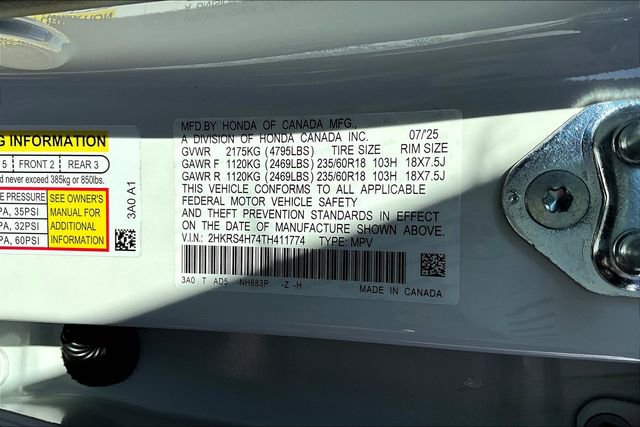 G INFORMATION
5 FRONT 2 REAR 3
d never exceed 385kg or 850lbs.
E PRESSURE
PA, 35PSI
PA, 32PSI
PA, 60PSI
SEE OWNER'S
MANUAL FOR
ADDITIONAL
INFORMATION
3A0 A1
MFD.BY HONDA OF CANADA MFG.,
A DIVISION OF HONDA CANADA INC. 07/'25
GVWR 2175KG (4795LBS) TIRE SIZE RIM SIZE
GAWR F 1120KG (2469LBS) 235/60R18 103H 18X7.5J
GAWR R 1120KG (2469LBS) 235/60R18 103H 18X7.5J
THIS VEHICLE CONFORMS TO ALL APPLICABLE
FEDERAL MOTOR VEHICLE SAFETY
AND THEFT PREVENTION STANDARDS IN EFFECT
ON THE DATE OF MANUFACTURE SHOWN ABOVE.
V.I.N.: 2HKRS4H74TH411774 TYPE: MPV
3A0 T AD5 -NH883P -Z -H
MADE IN CANADA